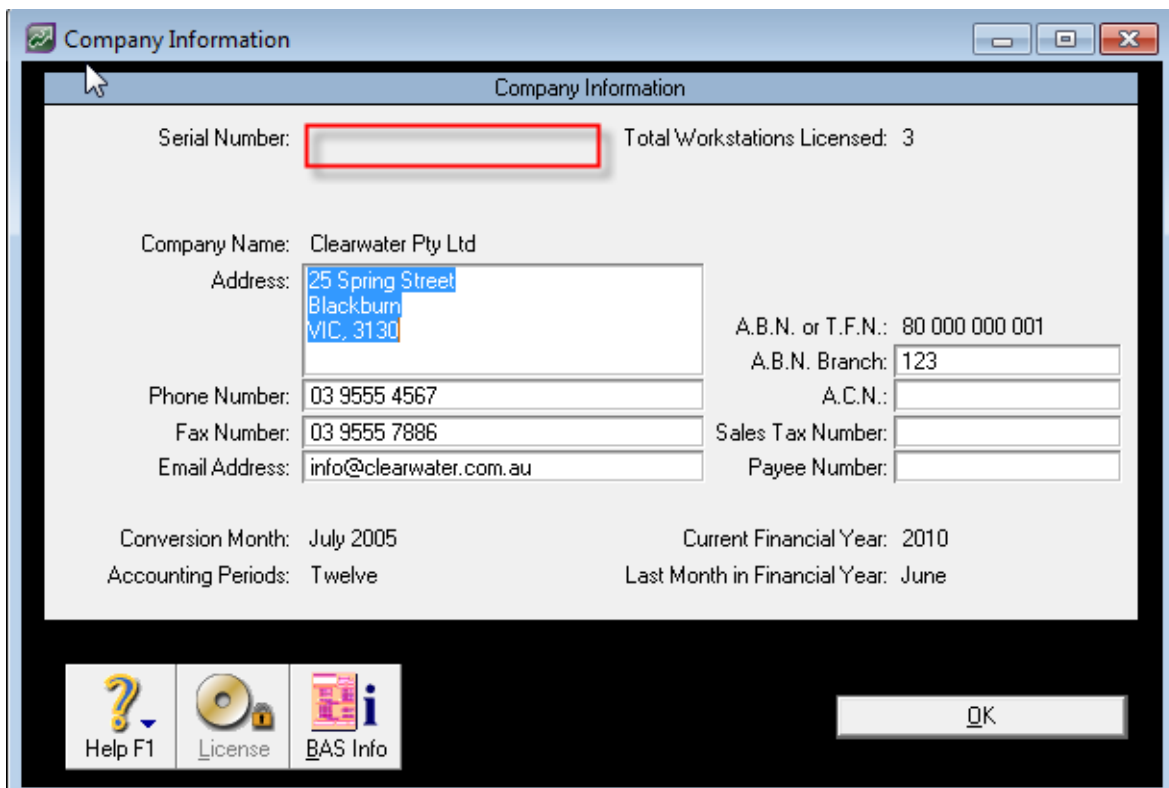 Company Information
Company Information
Serial Number:
Total Workstations Licensed: 3
Company Name: Clearwater Pty Ltd
Address: 25 Spring Street
Blackburn
VIC, 3130
A.B.N. or T.F.N.: 80 000 000 001
A.B.N. Branch: 123
Phone Number: 03 9555 4567
A.C.N.:
Fax Number: 03 9555 7886
Sales Tax Number:
Email Address: info@clearwater.com.au
Payee Number:
Conversion Month: July 2005
Current Financial Year: 2010
Accounting Periods: Twelve
Last Month in Financial Year: June
Help F1
License
BAS Info
OK